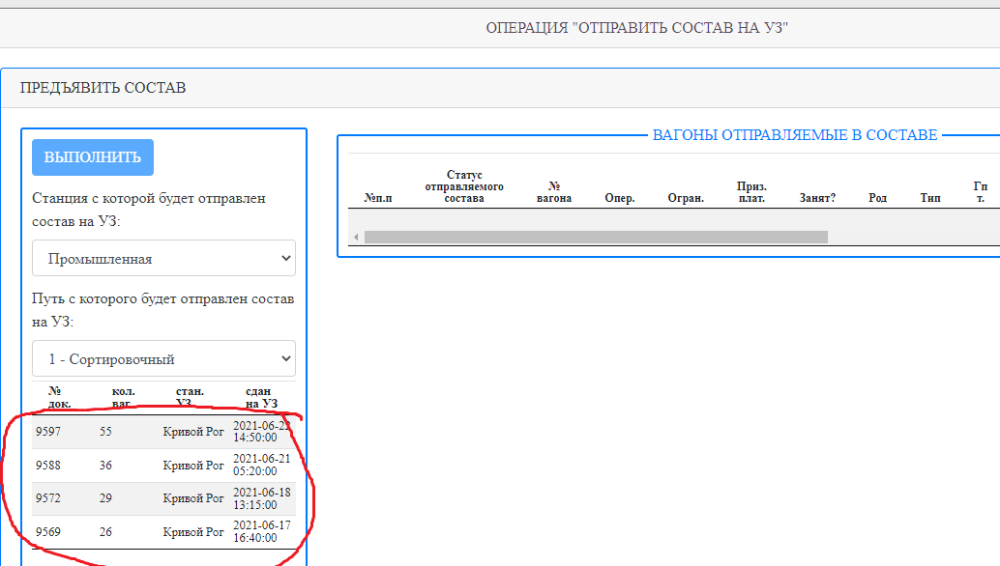 ОПЕРАЦИЯ "ОТПРАВИТЬ СОСТАВ НА УЗ"
ПРЕДЪЯВИТЬ СОСТАВ
ВЫПОЛНИТЬ
Станция с которой будет отправлен
состав на УЗ:
Промышленная
Путь с которого будет отправлен состав
на УЗ:
1 - Сортировочный
№ док. кол. ваг. стан. УЗ сдан на УЗ
9597 55 Кривой Рог 2021-06-22 14:50:00
9588 36 Кривой Рог 2021-06-21 05:20:00
9572 29 Кривой Рог 2021-06-18 13:15:00
9569 26 Кривой Рог 2021-06-17 16:40:00
ВАГОНЫ ОТПРАВЛЯЕМЫЕ В СОСТАВЕ
№п.п Статус отправляемого состава № вагона Опер. Огран. Приз. плат. Занят? Род Тип Гп т.